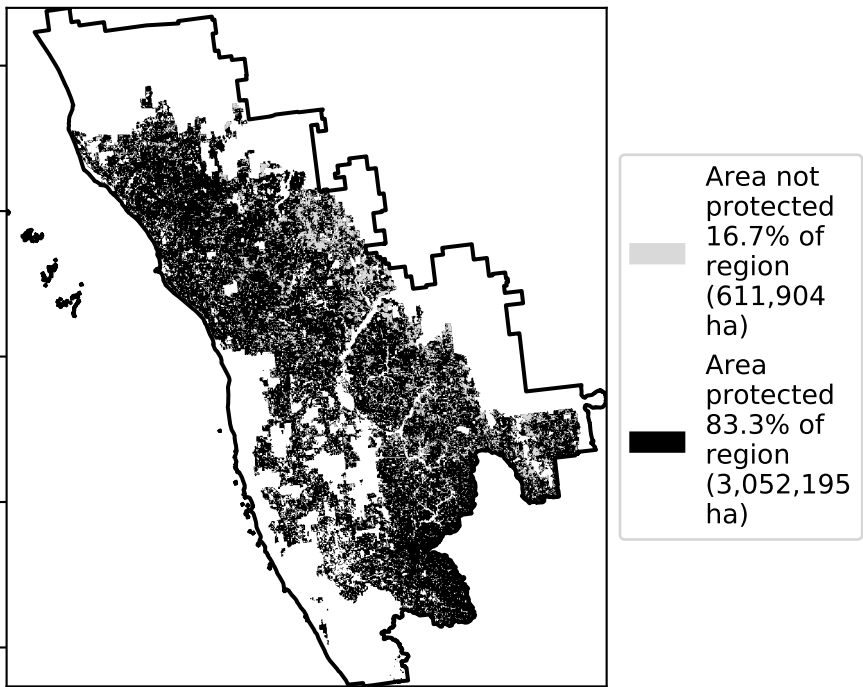 Area not
protected
16.7% of
region
(611,904
ha)
Area
protected
83.3% of
region
(3,052,195
ha)